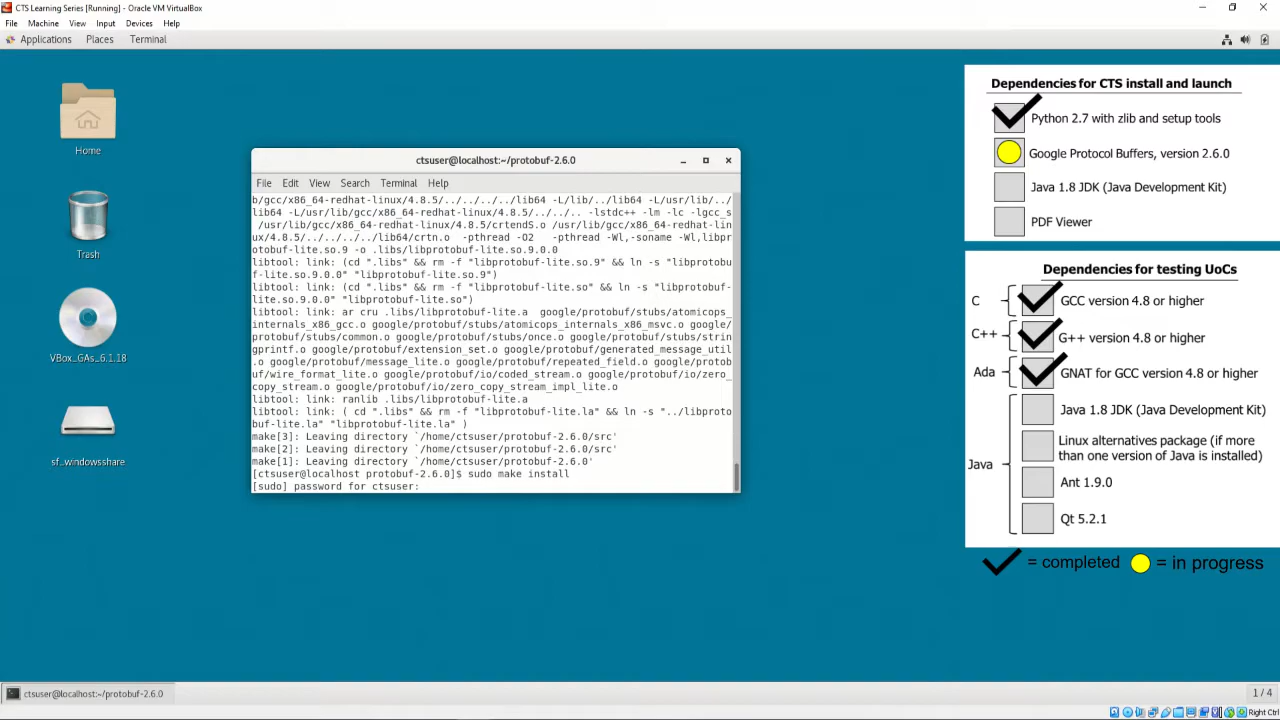 CTS Learning Series [Running] - Oracle VM VirtualBox
File Machine View Input Devices Help
Applications Places Terminal
Home
Trash
VBox_GAs_6.1.18
sf_windowsshare
ctsuser@localhost:~/protobuf-2.6.0
File Edit View Search Terminal Help
b/gcc/x86_64-redhat-linux/4.8.5/../../../../lib64 -L/lib/../lib64 -L/usr/lib/../
lib64 -L/usr/lib/gcc/x86_64-redhat-linux/4.8.5/../../.. -lstdc++ -lm -lc -lgcc_s
/usr/lib/gcc/x86_64-redhat-linux/4.8.5/crtendS.o /usr/lib/gcc/x86_64-redhat-lin
ux/4.8.5/../../../../lib64/crtn.o -pthread -O2 -pthread -Wl,-soname -Wl,libpr
otobuf-lite.so.9 -o .libs/libprotobuf-lite.so.9.0.0
libtool: link: (cd ".libs" && rm -f "libprotobuf-lite.so.9" && ln -s "libprotobu
f-lite.so.9.0.0" "libprotobuf-lite.so.9")
libtool: link: (cd ".libs" && rm -f "libprotobuf-lite.so" && ln -s "libprotobuf-
lite.so.9.0.0" "libprotobuf-lite.so")
libtool: link: ar cru .libs/libprotobuf-lite.a google/protobuf/stubs/atomicops_
internals_x86_gcc.o google/protobuf/stubs/atomicops_internals_x86_msvc.o google/
protobuf/stubs/common.o google/protobuf/stubs/once.o google/protobuf/stubs/strin
gprintf.o google/protobuf/extension_set.o google/protobuf/generated_message_util
.o google/protobuf/message_lite.o google/protobuf/repeated_field.o google/protob
uf/wire_format_lite.o google/protobuf/io/coded_stream.o google/protobuf/io/zero_
copy_stream.o google/protobuf/io/zero_copy_stream_impl_lite.o
libtool: link: ranlib .libs/libprotobuf-lite.a
libtool: link: ( cd ".libs" && rm -f "libprotobuf-lite.la" && ln -s "../libproto
buf-lite.la" "libprotobuf-lite.la" )
make[3]: Leaving directory `/home/ctsuser/protobuf-2.6.0/src'
make[2]: Leaving directory `/home/ctsuser/protobuf-2.6.0/src'
make[1]: Leaving directory `/home/ctsuser/protobuf-2.6.0'
[ctsuser@localhost protobuf-2.6.0]$ sudo make install
[sudo] password for ctsuser:
Dependencies for CTS install and launch
Python 2.7 with zlib and setup tools
Google Protocol Buffers, version 2.6.0
Java 1.8 JDK (Java Development Kit)
PDF Viewer
Dependencies for testing UoCs
C GCC version 4.8 or higher
C++ G++ version 4.8 or higher
Ada GNAT for GCC version 4.8 or higher
Java 1.8 JDK (Java Development Kit)
Linux alternatives package (if more
than one version of Java is installed)
Java
Ant 1.9.0
Qt 5.2.1
= completed = in progress
ctsuser@localhost:~/protobuf-2.6.0
1 / 4
Right Ctrl